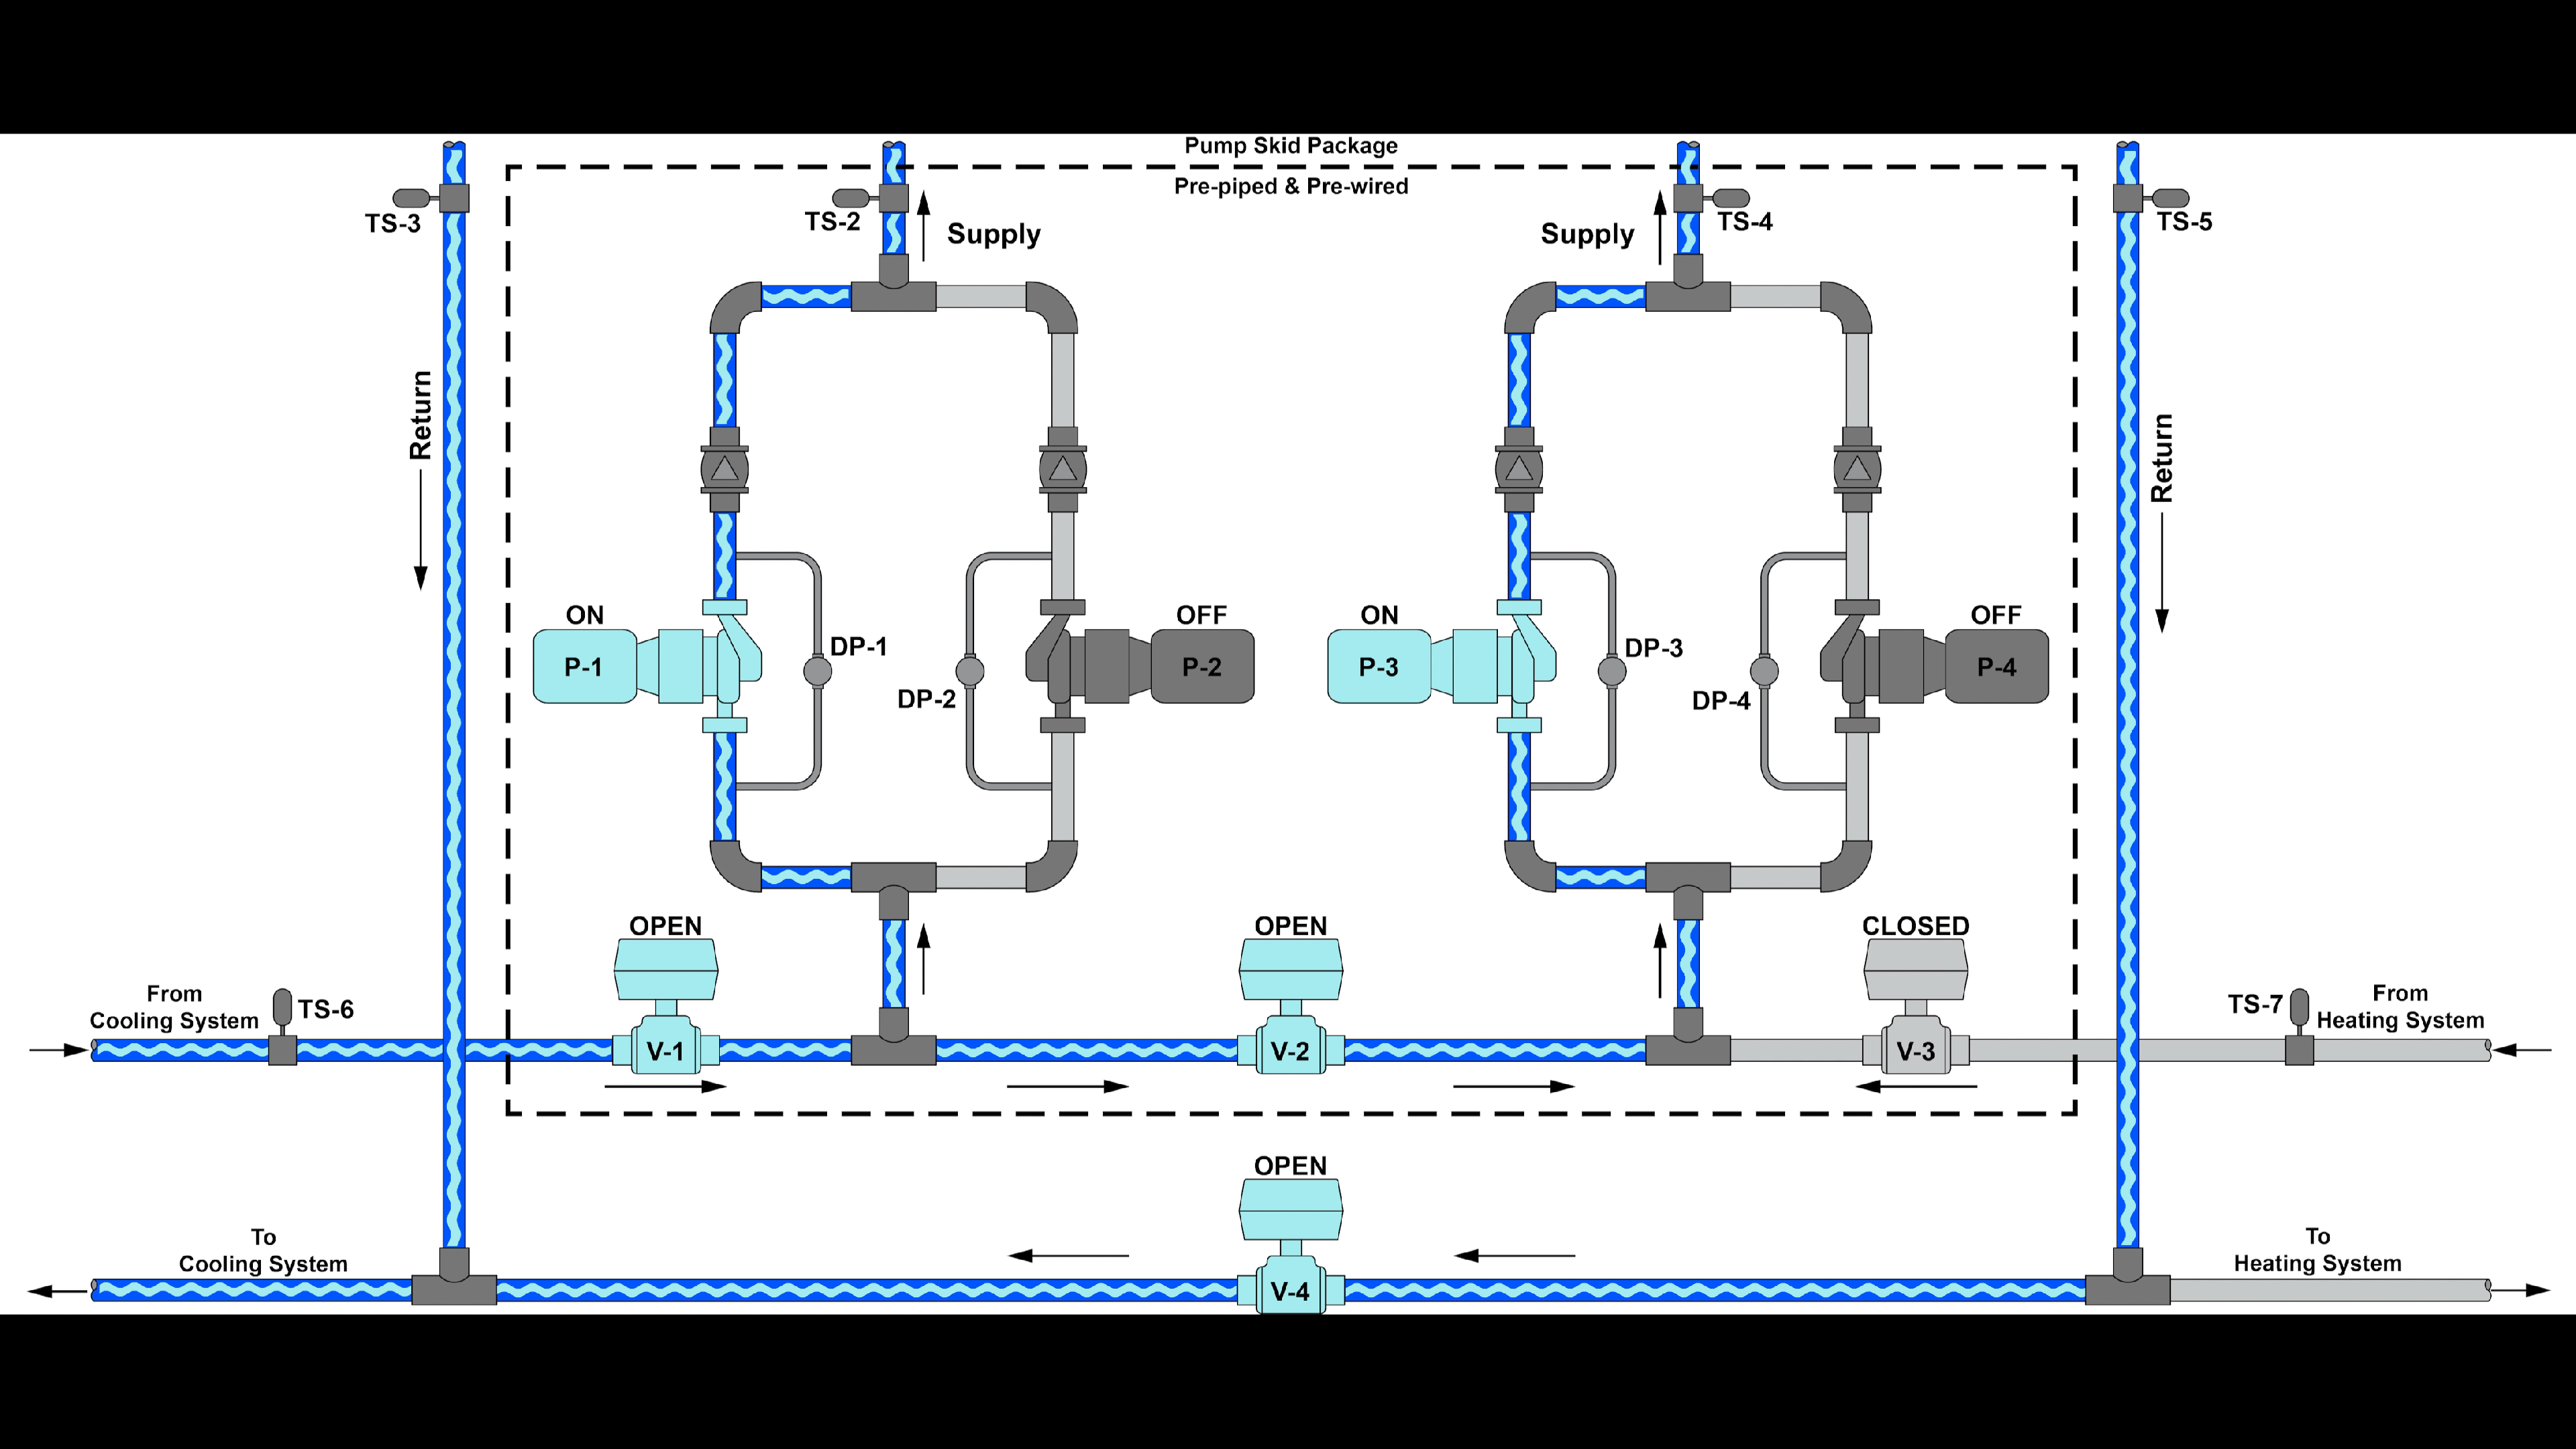 Pump Skid Package
Pre-piped & Pre-wired
TS-3
TS-2
Supply
Supply
TS-4
TS-5
Return
Return
ON
OFF
ON
OFF
P-1
DP-1
DP-2
P-2
P-3
DP-3
DP-4
P-4
OPEN
OPEN
CLOSED
From
Cooling System
TS-6
V-1
V-2
V-3
TS-7
From
Heating System
OPEN
To
Cooling System
V-4
To
Heating System